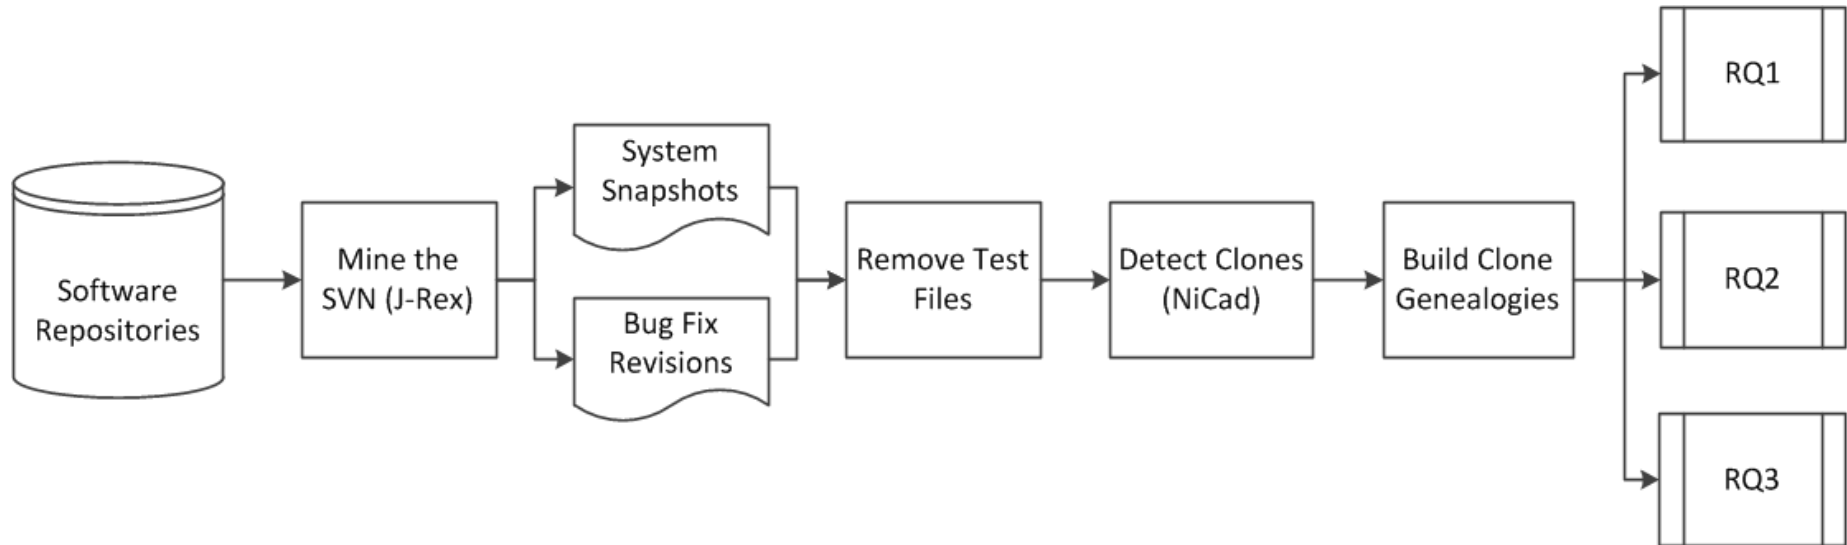 Software
Repositories
Mine the
SVN (J-Rex)
System
Snapshots
Bug Fix
Revisions
Remove Test
Files
Detect Clones
(NiCad)
Build Clone
Genealogies
RQ1
RQ2
RQ3